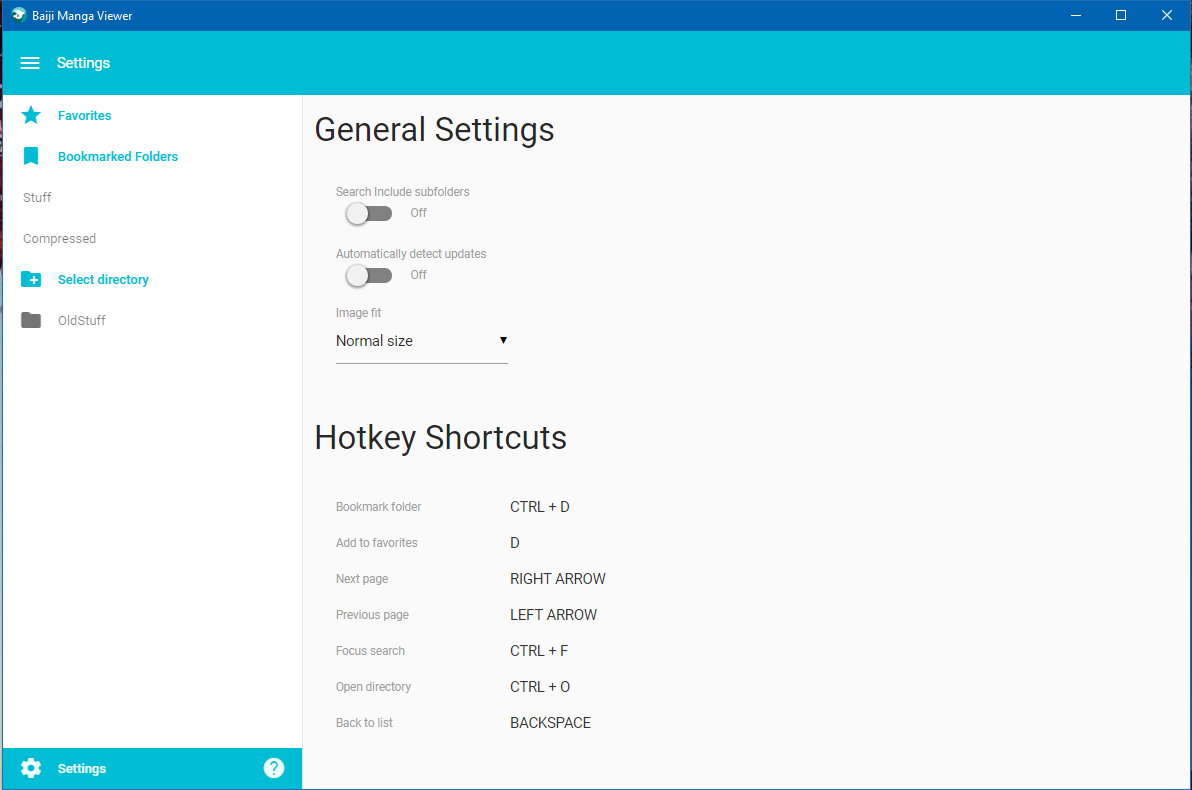 Baiji Manga Viewer
Settings
Favorites
Bookmarked Folders
Stuff
Compressed
Select directory
OldStuff
Settings
?
General Settings
Search Include subfolders
Off
Automatically detect updates
Off
Image fit
Normal size
Hotkey Shortcuts
Bookmark folder CTRL + D
Add to favorites D
Next page RIGHT ARROW
Previous page LEFT ARROW
Focus search CTRL + F
Open directory CTRL + O
Back to list BACKSPACE